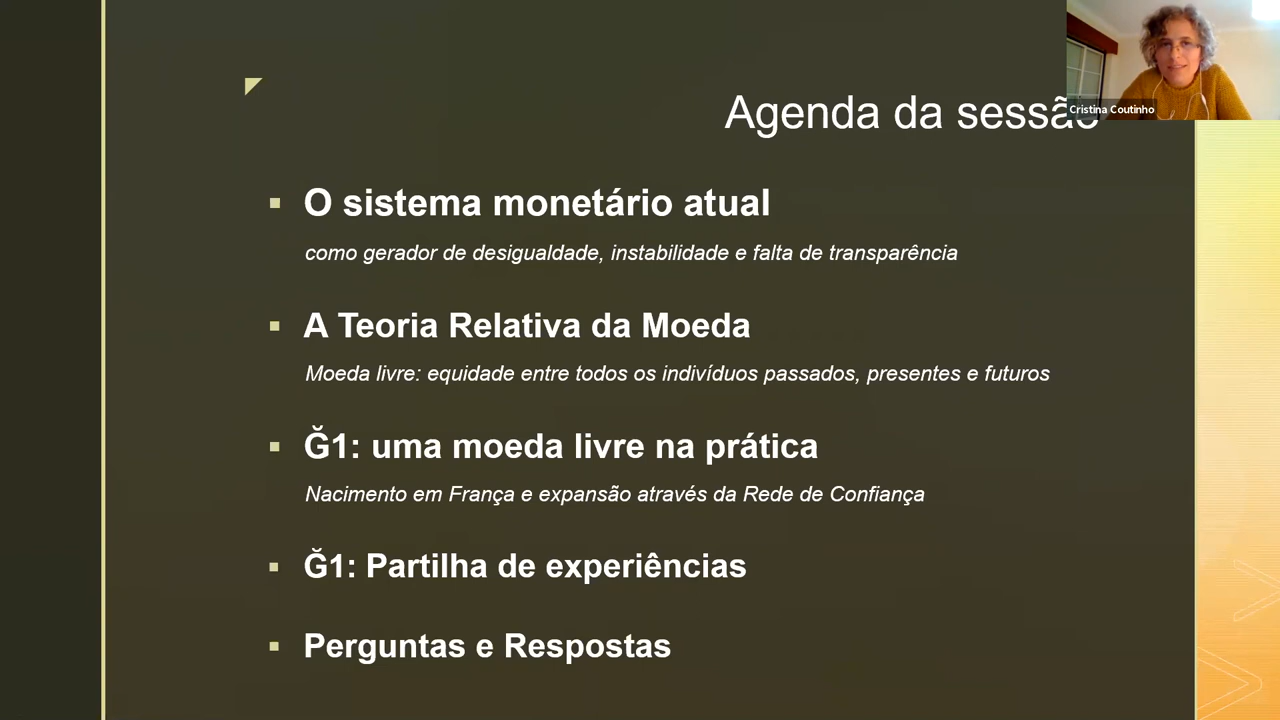 Agenda da sessão
Cristina Coutinho
O sistema monetário atual
como gerador de desigualdade, instabilidade e falta de transparência
A Teoria Relativa da Moeda
Moeda livre: equidade entre todos os indivíduos passados, presentes e futuros
Ğ1: uma moeda livre na prática
Nacimento em França e expansão através da Rede de Confiança
Ğ1: Partilha de experiências
Perguntas e Respostas